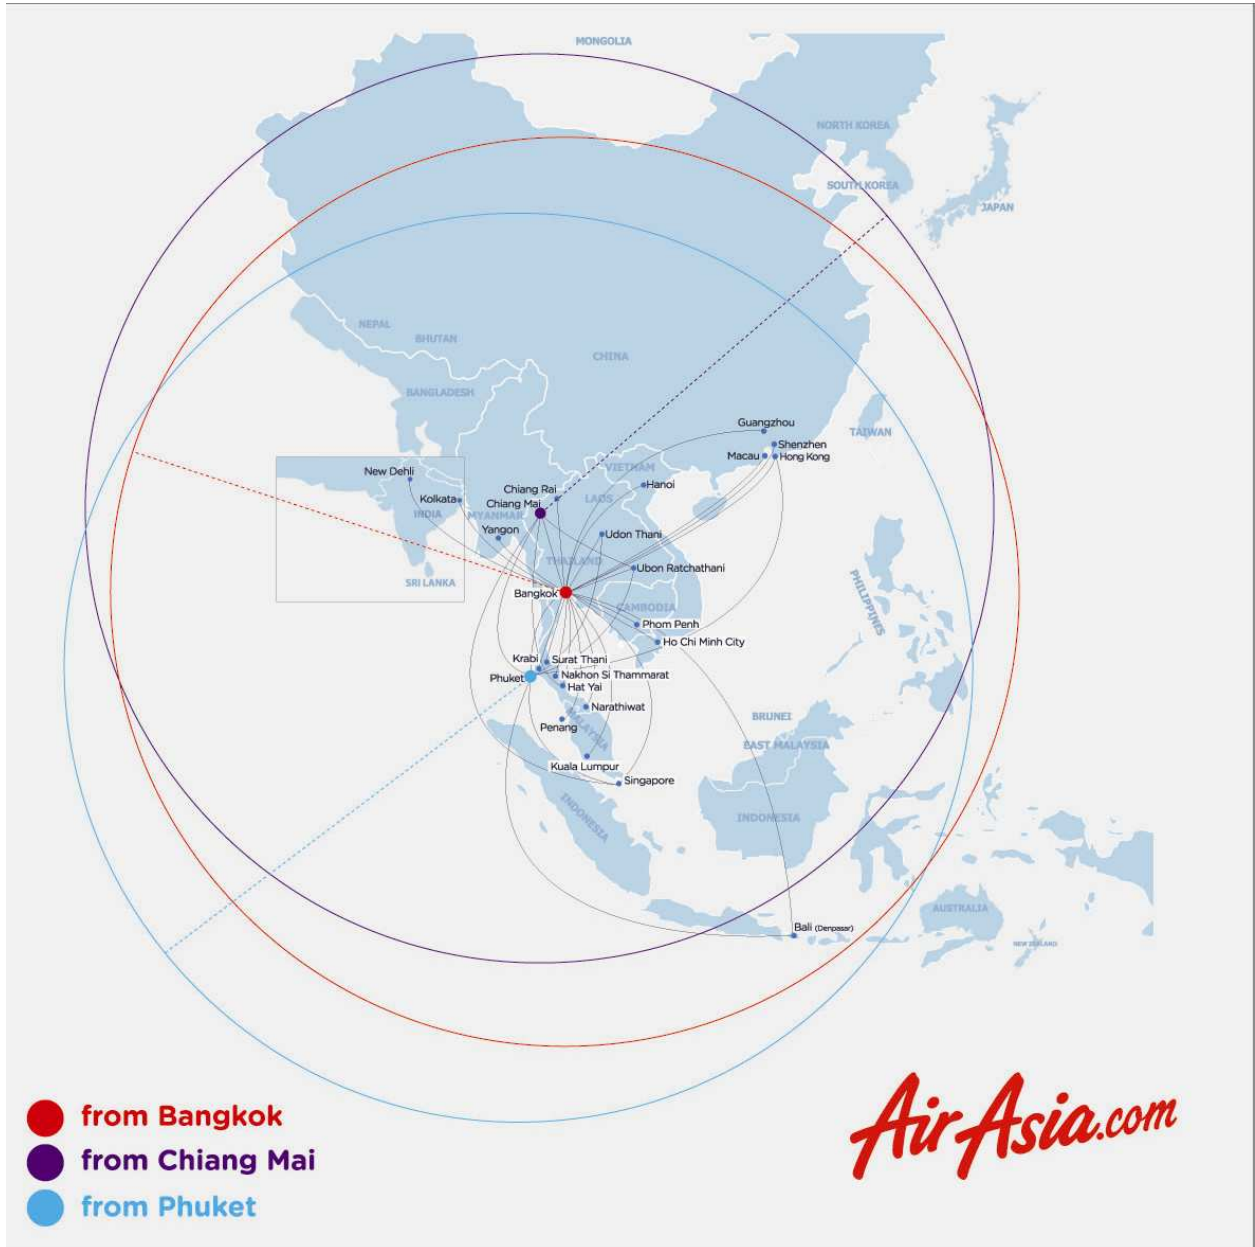 MONGOLIA
NORTH KOREA
SOUTH KOREA
JAPAN
NEPAL
BHUTAN
CHINA
BANGLADESH
Guangzhou
TAIWAN
Shenzhen
Macau
Hong Kong
VIETNAM
New Dehli
Hanoi
Chiang Rai
Kolkata
LAOS
Chiang Mai
INDIA
MYANMAR
Yangon
Udon Thani
THAILAND
Ubon Ratchathani
SRI LANKA
Bangkok
PHILIPPINES
CAMBODIA
Phom Penh
Ho Chi Minh City
Krabi
Surat Thani
Nakhon Si Thammarat
Phuket
Hat Yai
Narathiwat
BRUNEI
Penang
MALAYSIA
EAST MALAYSIA
Kuala Lumpur
Singapore
INDONESIA
INDONESIA
AUSTRALIA
Bali (Denpasar)
NEW ZEALAND
from Bangkok
from Chiang Mai
from Phuket
AirAsia.com